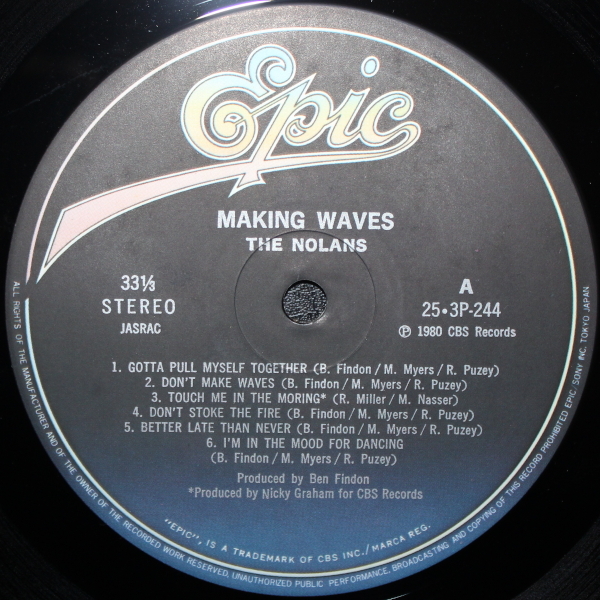 Epic
MAKING WAVES
THE NOLANS
33⅓
STEREO
JASRAC
A
25•3P-244
Ⓟ 1980 CBS Records
1. GOTTA PULL MYSELF TOGETHER (B. Findon/M. Myers/R. Puzey)
2. DON'T MAKE WAVES (B. Findon/M. Myers/R. Puzey)
3. TOUCH ME IN THE MORING* (R. Miller/M. Nasser)
4. DON'T STOKE THE FIRE (B. Findon/M. Myers/R. Puzey)
5. BETTER LATE THAN NEVER (B. Findon/M. Myers/R. Puzey)
6. I'M IN THE MOOD FOR DANCING
(B. Findon/M. Myers/R. Puzey)
Produced by Ben Findon
*Produced by Nicky Graham for CBS Records
"EPIC", IS A TRADEMARK OF CBS INC./MARCA REG.
ALL RIGHTS OF THE MANUFACTURER AND OF THE OWNER OF THE RECORDED WORK RESERVED, UNAUTHORIZED PUBLIC PERFORMANCE, BROADCASTING AND COPYING OF THIS RECORD PROHIBITED EPIC. SONY INC. TOKYO JAPAN